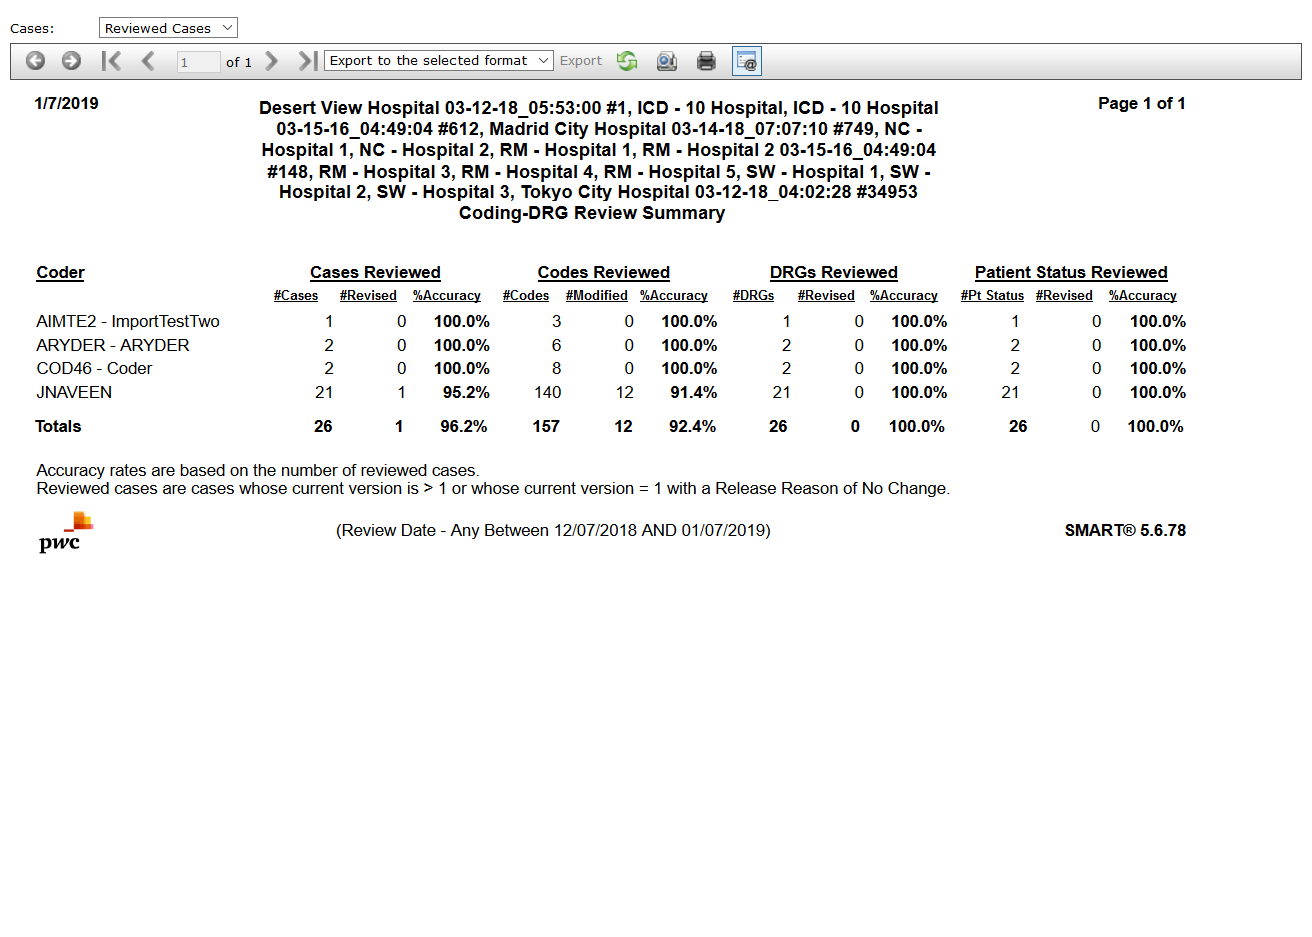 Cases: Reviewed Cases
1 of 1 Export to the selected format Export
1/7/2019 Desert View Hospital 03-12-18_05:53:00 #1, ICD - 10 Hospital, ICD - 10 Hospital Page 1 of 1
03-15-16_04:49:04 #612, Madrid City Hospital 03-14-18_07:07:10 #749, NC -
Hospital 1, NC - Hospital 2, RM - Hospital 1, RM - Hospital 2 03-15-16_04:49:04
#148, RM - Hospital 3, RM - Hospital 4, RM - Hospital 5, SW - Hospital 1, SW -
Hospital 2, SW - Hospital 3, Tokyo City Hospital 03-12-18_04:02:28 #34953
Coding-DRG Review Summary
Coder Cases Reviewed Codes Reviewed DRGs Reviewed Patient Status Reviewed
#Cases #Revised %Accuracy #Codes #Modified %Accuracy #DRGs #Revised %Accuracy #Pt Status #Revised %Accuracy
AIMTE2 - ImportTestTwo 1 0 100.0% 3 0 100.0% 1 0 100.0% 1 0 100.0%
ARYDER - ARYDER 2 0 100.0% 6 0 100.0% 2 0 100.0% 2 0 100.0%
COD46 - Coder 2 0 100.0% 8 0 100.0% 2 0 100.0% 2 0 100.0%
JNAVEEN 21 1 95.2% 140 12 91.4% 21 0 100.0% 21 0 100.0%
Totals 26 1 96.2% 157 12 92.4% 26 0 100.0% 26 0 100.0%
Accuracy rates are based on the number of reviewed cases.
Reviewed cases are cases whose current version is > 1 or whose current version = 1 with a Release Reason of No Change.
pwc (Review Date - Any Between 12/07/2018 AND 01/07/2019) SMART® 5.6.78